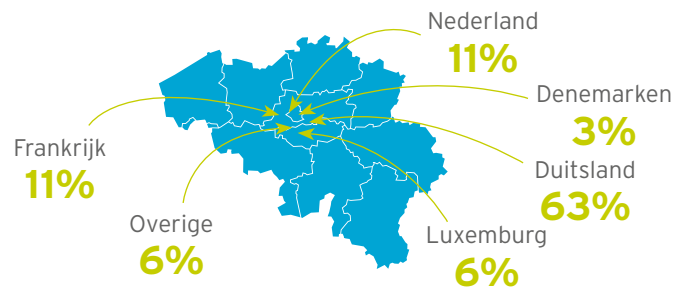 Nederland
11%
Denemarken
3%
Frankrijk
11%
Duitsland
63%
Overige
6%
Luxemburg
6%